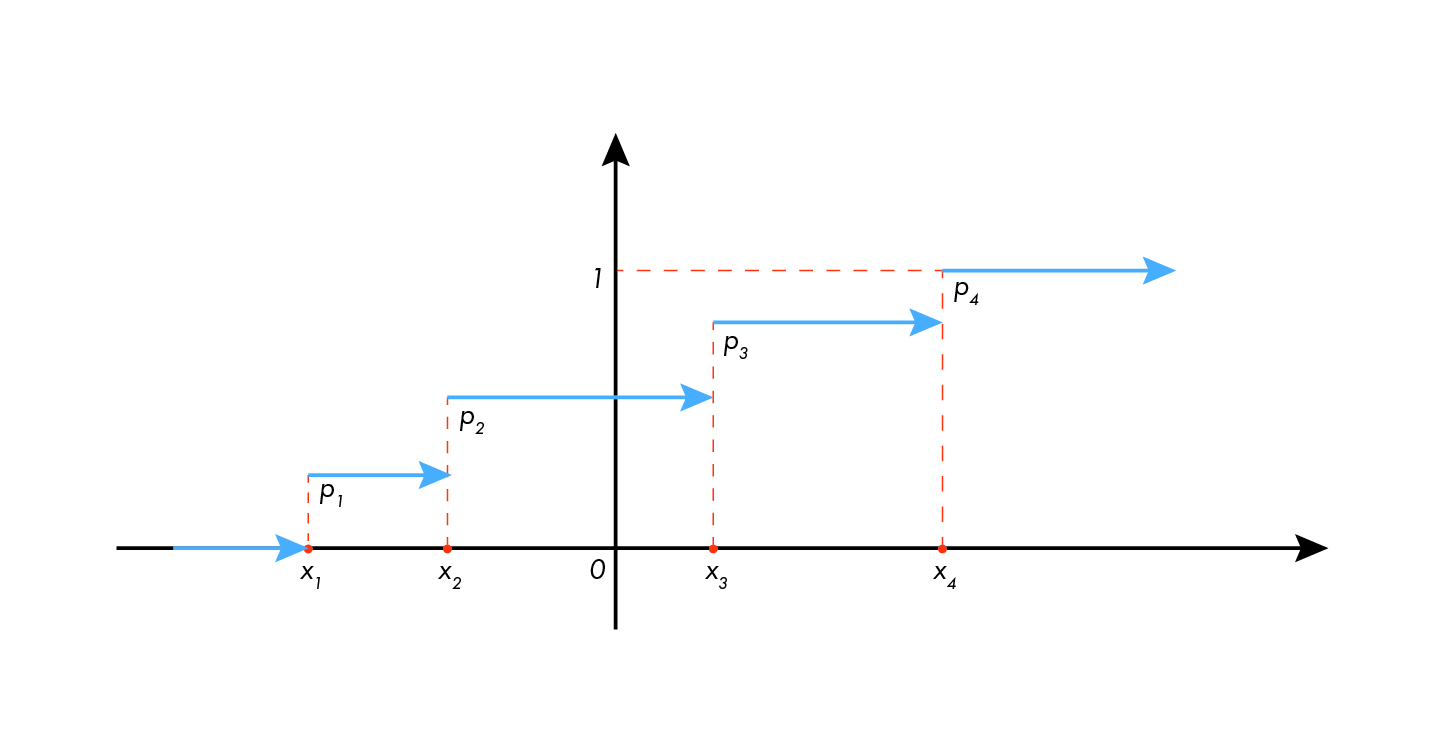 1
p₄
p₃
p₂
p₁
x₁ x₂ 0 x₃ x₄